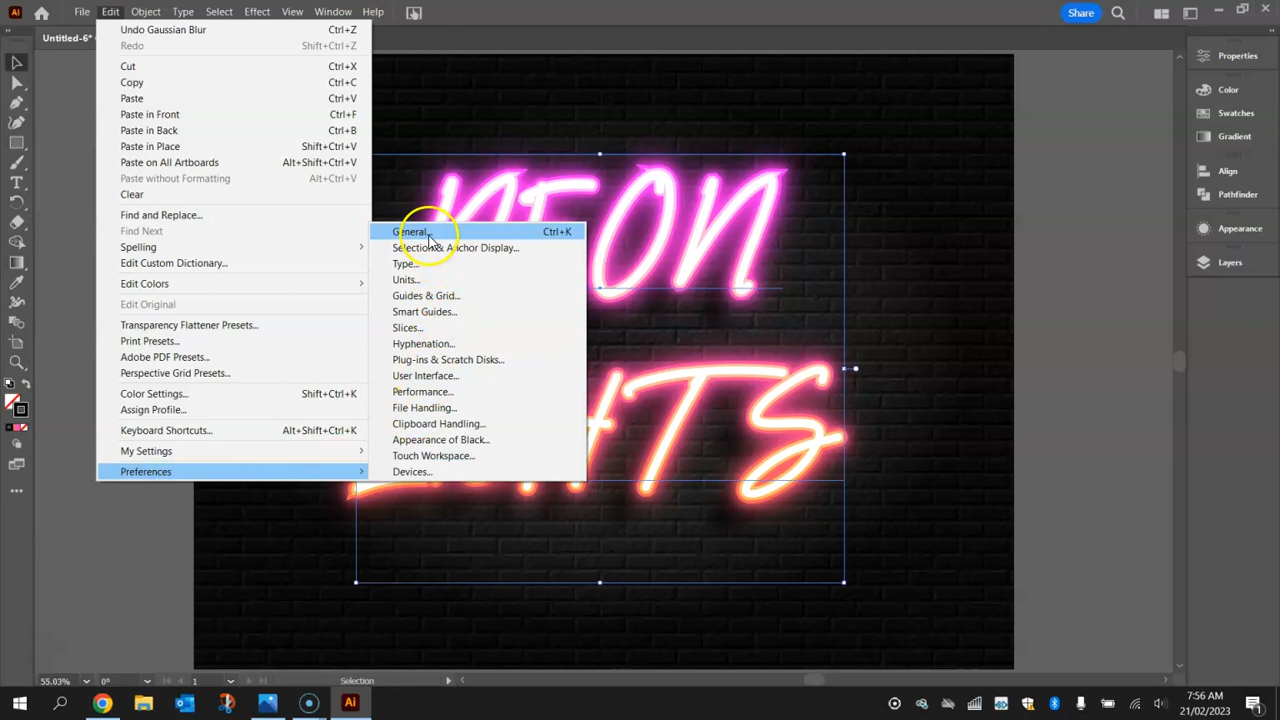 Ai File Edit Object Type Select Effect View Window Help Share
Untitled-6*
Undo Gaussian Blur Ctrl+Z
Redo Shift+Ctrl+Z
Cut Ctrl+X
Copy Ctrl+C
Paste Ctrl+V
Paste in Front Ctrl+F
Paste in Back Ctrl+B
Paste in Place Shift+Ctrl+V
Paste on All Artboards Alt+Shift+Ctrl+V
Paste without Formatting Alt+Ctrl+V
Clear
Find and Replace...
Find Next
Spelling
Edit Custom Dictionary...
Edit Colors
Edit Original
Transparency Flattener Presets...
Print Presets...
Adobe PDF Presets...
Perspective Grid Presets...
Color Settings... Shift+Ctrl+K
Assign Profile...
Keyboard Shortcuts... Alt+Shift+Ctrl+K
My Settings
Preferences
General... Ctrl+K
Selection & Anchor Display...
Type...
Units...
Guides & Grid...
Smart Guides...
Slices...
Hyphenation...
Plug-ins & Scratch Disks...
User Interface...
Performance...
File Handling...
Clipboard Handling...
Appearance of Black...
Touch Workspace...
Devices...
NEON
Properties
Color
Swatches
Gradient
Align
Pathfinder
Appearance
Layers
55.03% 0° 1 Selection
Ai
7:56 AM
21/02/2023
1